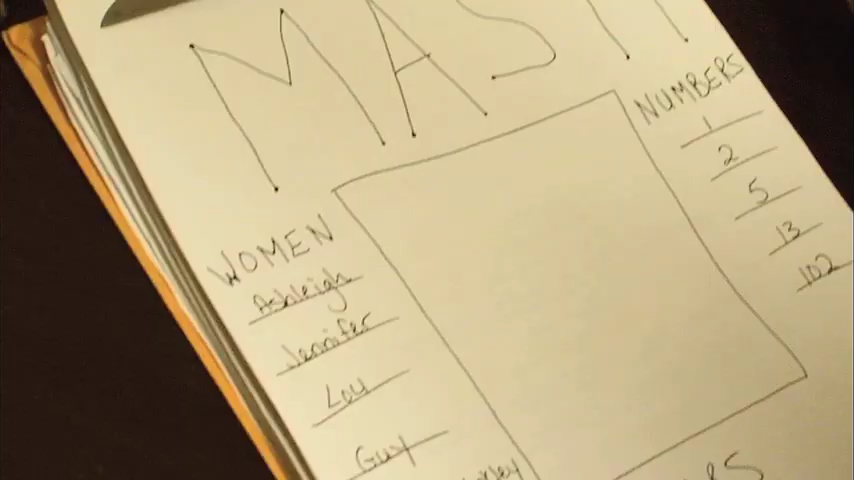 MASH
NUMBERS
1
2
5
13
102
WOMEN
Ashleigh
Jennifer
Lou
Guy